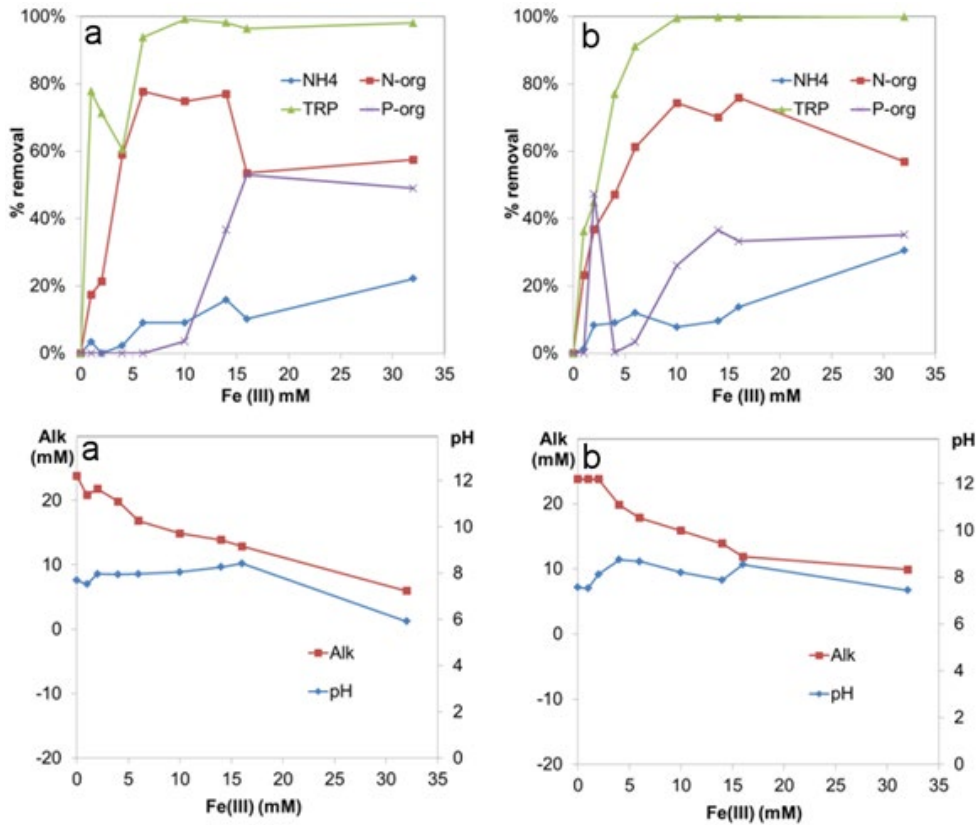 a
100%
80%
60%
40%
20%
0%
% removal
NH4 N-org
TRP P-org
0 5 10 15 20 25 30 35
Fe (III) mM
b
100%
80%
60%
40%
20%
0%
% removal
NH4 N-org
TRP P-org
0 5 10 15 20 25 30 35
Fe (III) mM
Alk
(mM)
a
pH
20
10
0
-10
-20
12
10
8
6
4
2
0
Alk
pH
0 5 10 15 20 25 30 35
Fe(III) (mM)
Alk
(mM)
b
pH
20
10
0
-10
-20
12
10
8
6
4
2
0
Alk
pH
0 5 10 15 20 25 30 35
Fe(III) (mM)